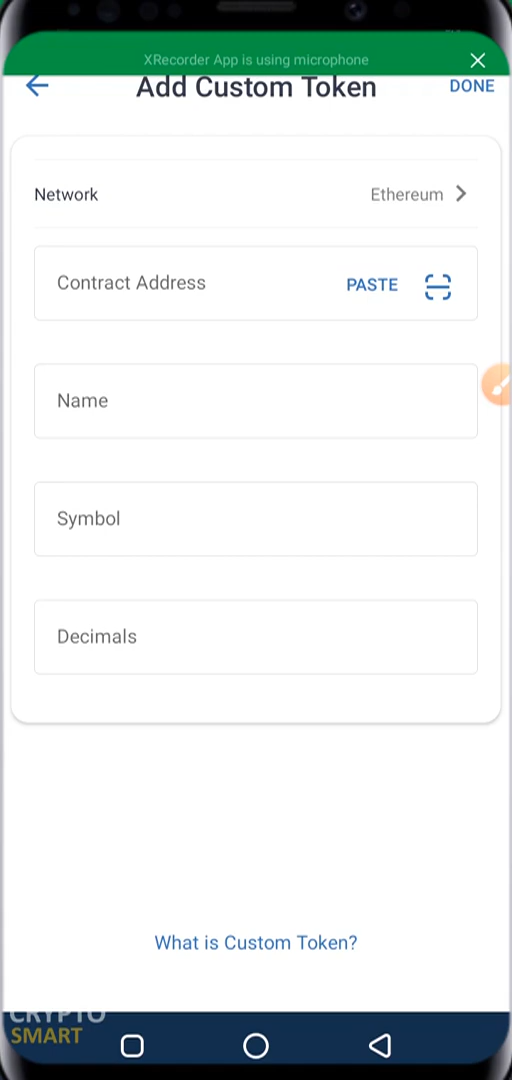 XRecorder App is using microphone
Add Custom Token
DONE
Network
Ethereum
Contract Address
PASTE
Name
Symbol
Decimals
What is Custom Token?
CRYPTO
SMART